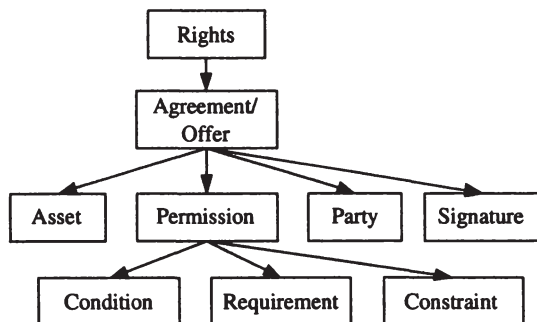 Rights
Agreement/
Offer
Asset
Permission
Party
Signature
Condition
Requirement
Constraint